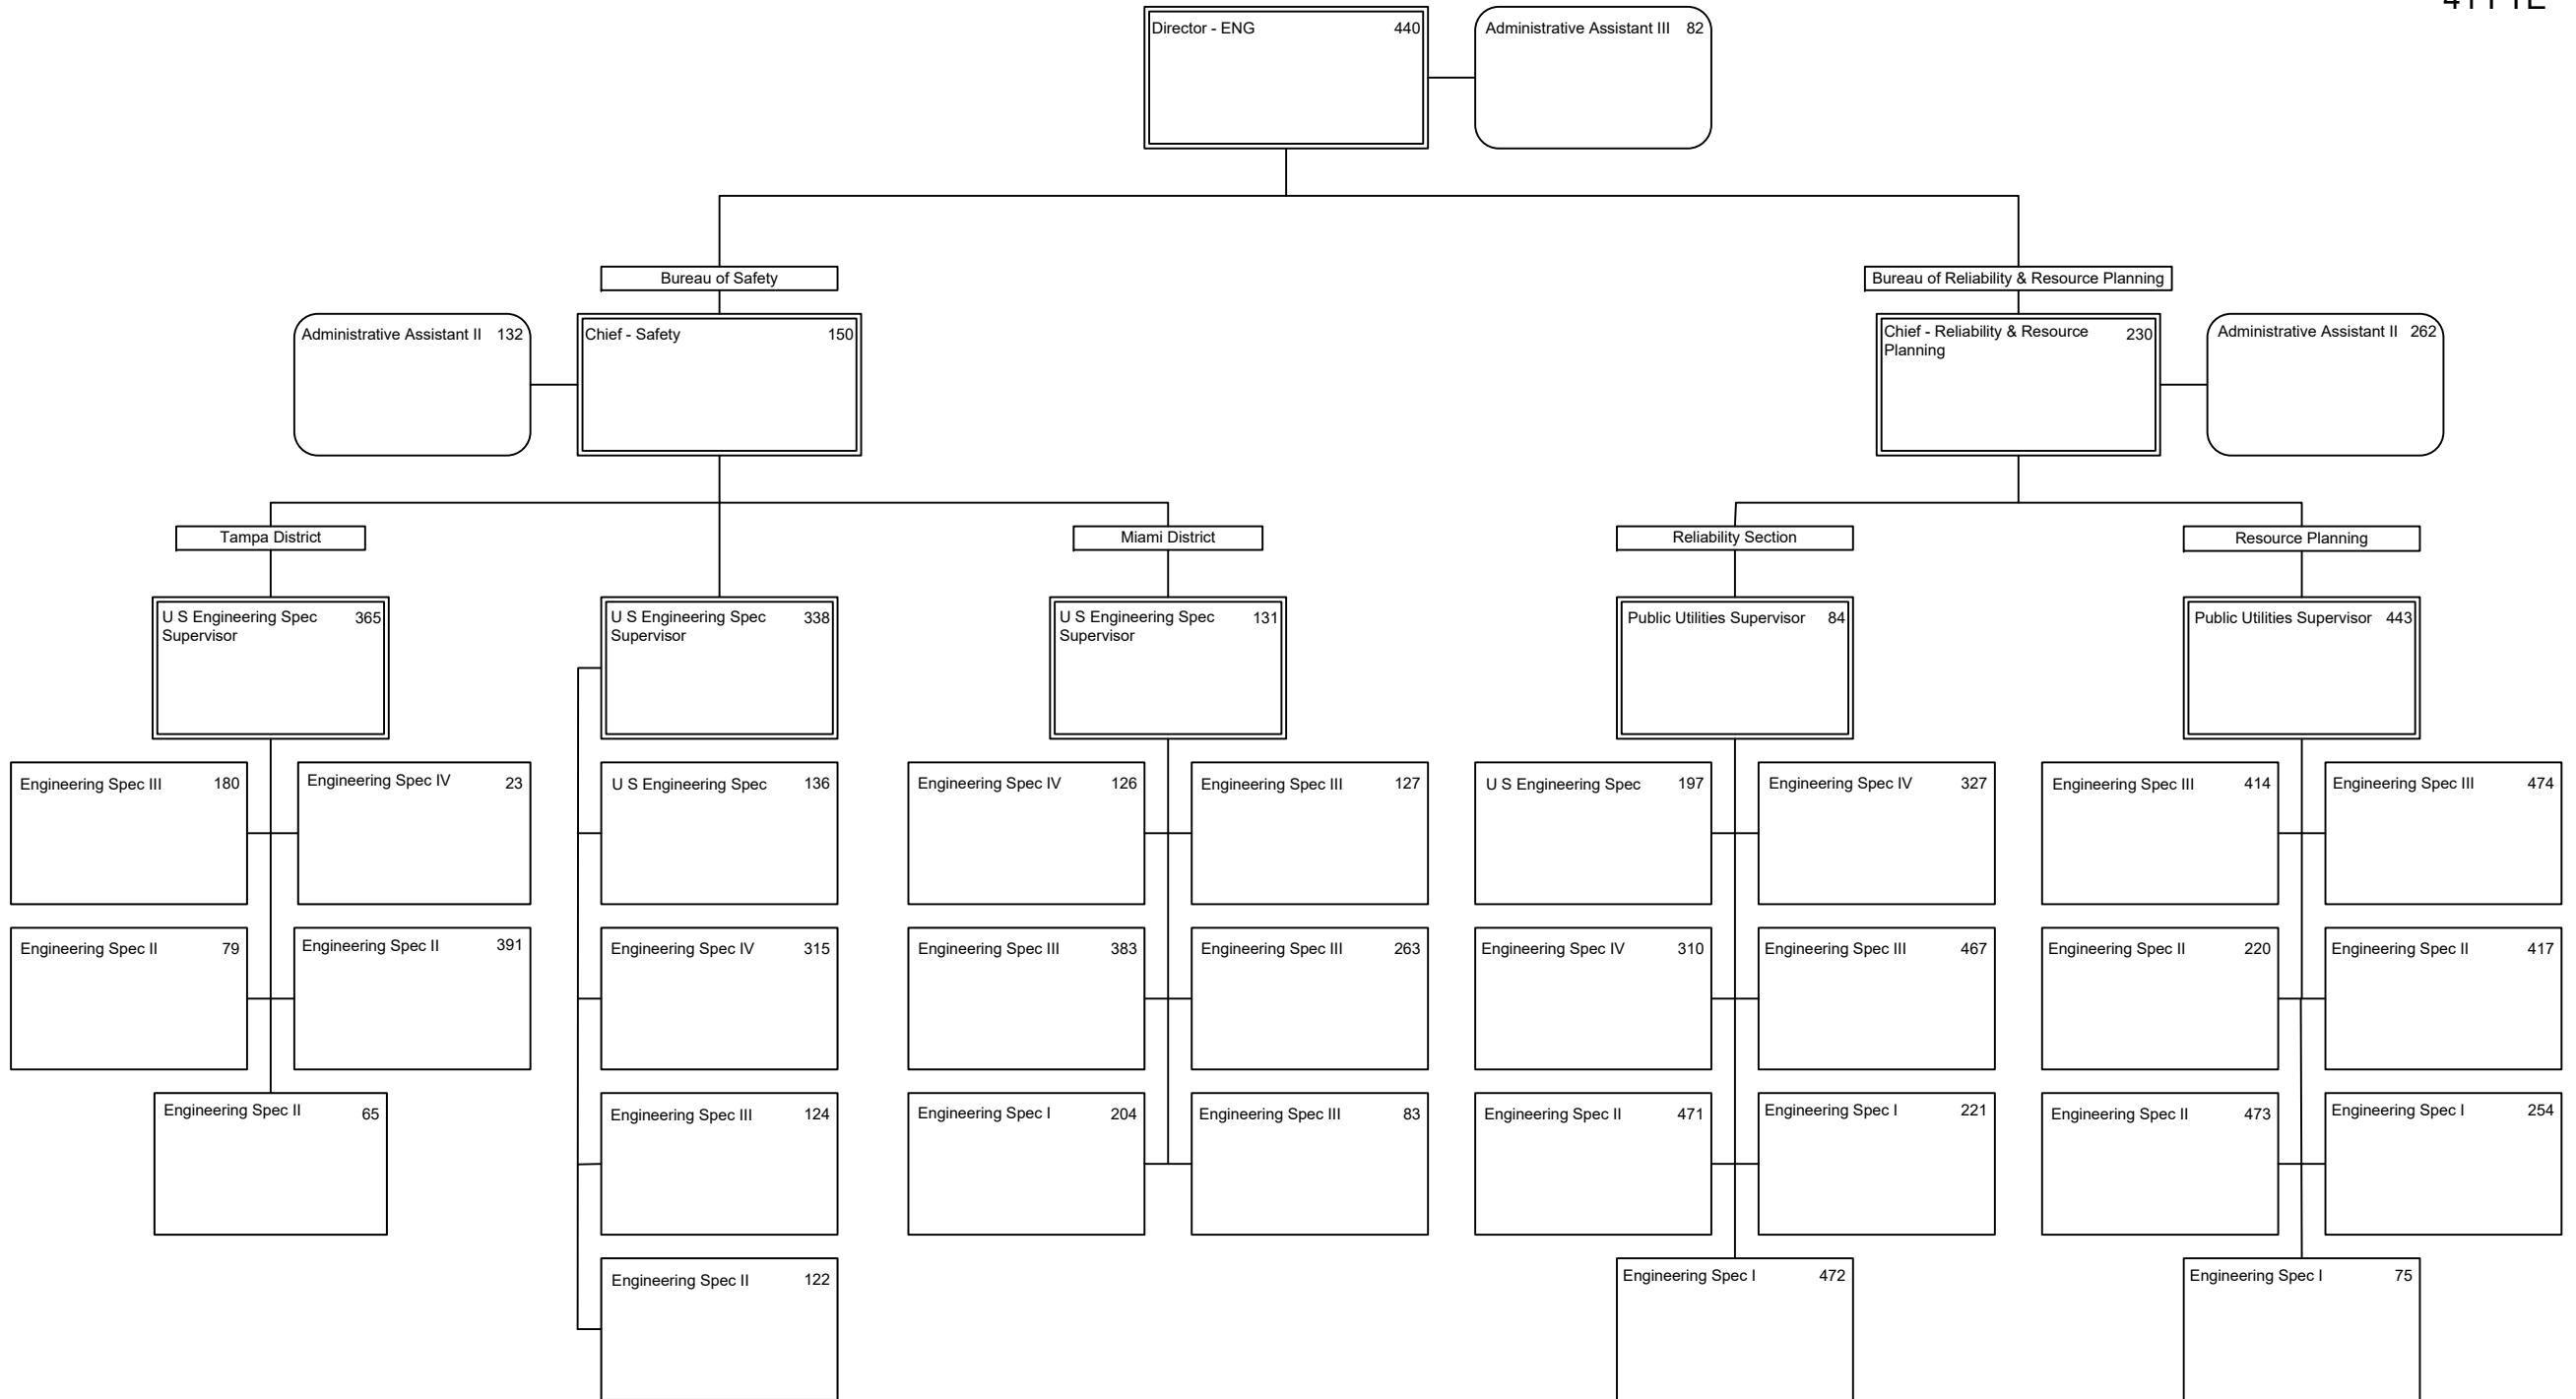 Director - ENG 440
Administrative Assistant III 82
Bureau of Safety
Bureau of Reliability & Resource Planning
Administrative Assistant II 132
Chief - Safety 150
Chief - Reliability & Resource 230
Planning
Administrative Assistant II 262
Tampa District
Miami District
Reliability Section
Resource Planning
U S Engineering Spec 365
Supervisor
U S Engineering Spec 338
Supervisor
U S Engineering Spec 131
Supervisor
Public Utilities Supervisor 84
Public Utilities Supervisor 443
Engineering Spec III 180
Engineering Spec IV 23
U S Engineering Spec 136
Engineering Spec IV 126
Engineering Spec III 127
U S Engineering Spec 197
Engineering Spec IV 327
Engineering Spec III 414
Engineering Spec III 474
Engineering Spec II 79
Engineering Spec II 391
Engineering Spec IV 315
Engineering Spec III 383
Engineering Spec III 263
Engineering Spec IV 310
Engineering Spec III 467
Engineering Spec II 220
Engineering Spec II 417
Engineering Spec II 65
Engineering Spec III 124
Engineering Spec I 204
Engineering Spec III 83
Engineering Spec II 471
Engineering Spec I 221
Engineering Spec II 473
Engineering Spec I 254
Engineering Spec II 122
Engineering Spec I 472
Engineering Spec I 75